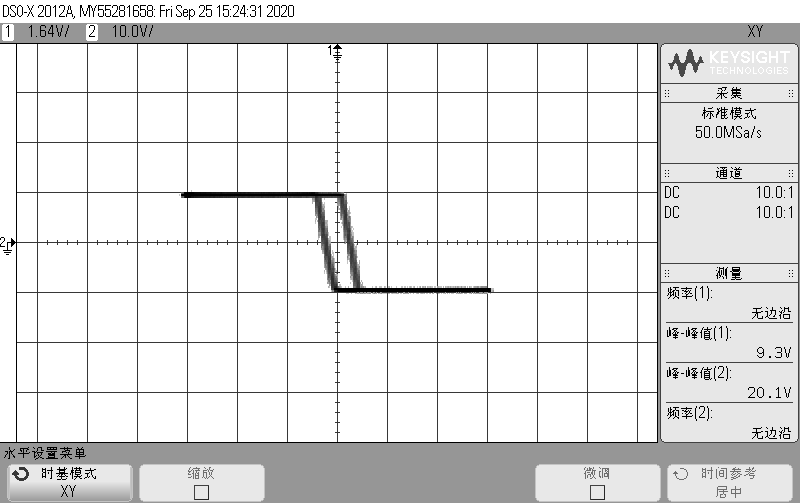 DSO-X 2012A, MY55281658: Fri Sep 25 15:24:31 2020
1 1.64V/ 2 10.0V/ XY
1
2
KEYSIGHT
TECHNOLOGIES
采集
标准模式
50.0MSa/s
通道
DC 10.0:1
DC 10.0:1
测量
频率(1):
无边沿
峰-峰值(1):
9.3V
峰-峰值(2):
20.1V
频率(2):
无边沿
水平设置菜单
时基模式
XY
缩放
微调
时间参考
居中